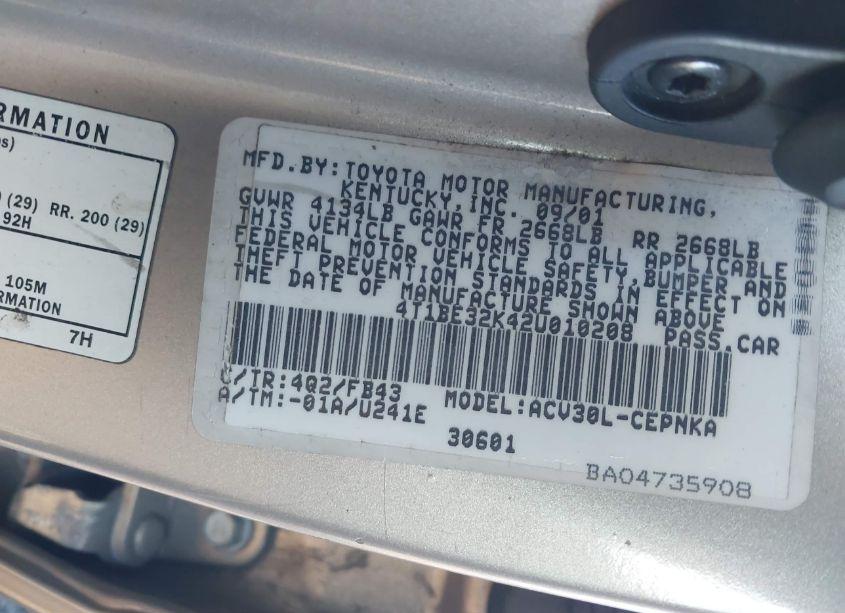 RMATION
s)
(29) RR. 200 (29)
92H
105M
RMATION
7H
MFD.BY:TOYOTA MOTOR MANUFACTURING,
KENTUCKY,INC. 09/01
GVWR 4134LB GAWR FR 2668LB RR 2668LB
THIS VEHICLE CONFORMS TO ALL APPLICABLE
FEDERAL MOTOR VEHICLE SAFETY,BUMPER AND
THEFT PREVENTION STANDARDS IN EFFECT ON
THE DATE OF MANUFACTURE SHOWN ABOVE
4T1BE32K42U010208 PASS.CAR
C/TR:4Q2/FB43 MODEL:ACV30L-CEPNKA
A/TM:-01A/U241E
30601
BA04735908